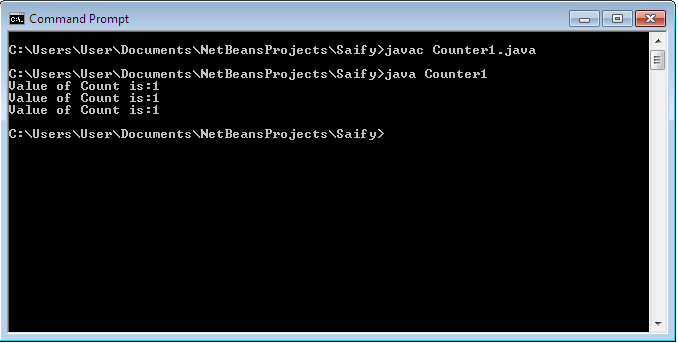 Command Prompt
C:\Users\User\Documents\NetBeansProjects\Saify>javac Counter1.java
C:\Users\User\Documents\NetBeansProjects\Saify>java Counter1
Value of Count is:1
Value of Count is:1
Value of Count is:1
C:\Users\User\Documents\NetBeansProjects\Saify>